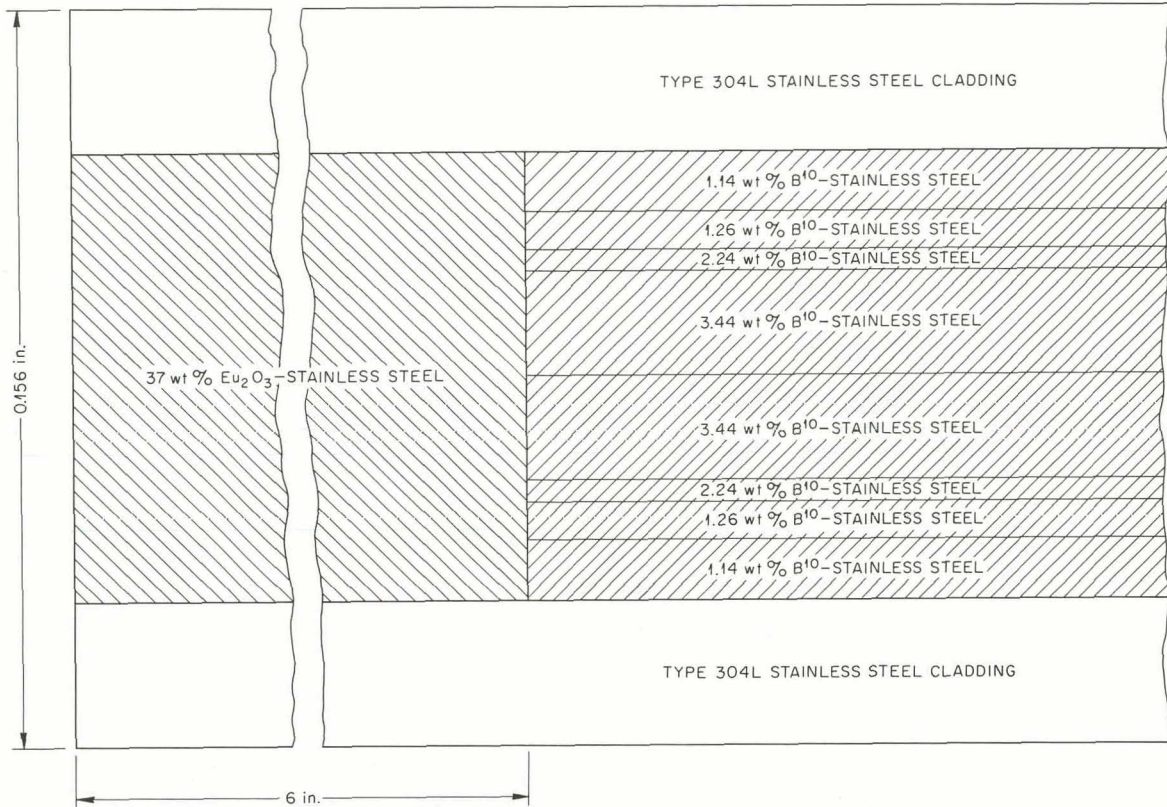 TYPE 304L STAINLESS STEEL CLADDING
1.14 wt % B¹⁰–STAINLESS STEEL
1.26 wt % B¹⁰–STAINLESS STEEL
2.24 wt % B¹⁰–STAINLESS STEEL
3.44 wt % B¹⁰–STAINLESS STEEL
0.156 in.
37 wt % Eu₂O₃–STAINLESS STEEL
3.44 wt % B¹⁰–STAINLESS STEEL
2.24 wt % B¹⁰–STAINLESS STEEL
1.26 wt % B¹⁰–STAINLESS STEEL
1.14 wt % B¹⁰–STAINLESS STEEL
TYPE 304L STAINLESS STEEL CLADDING
6 in.